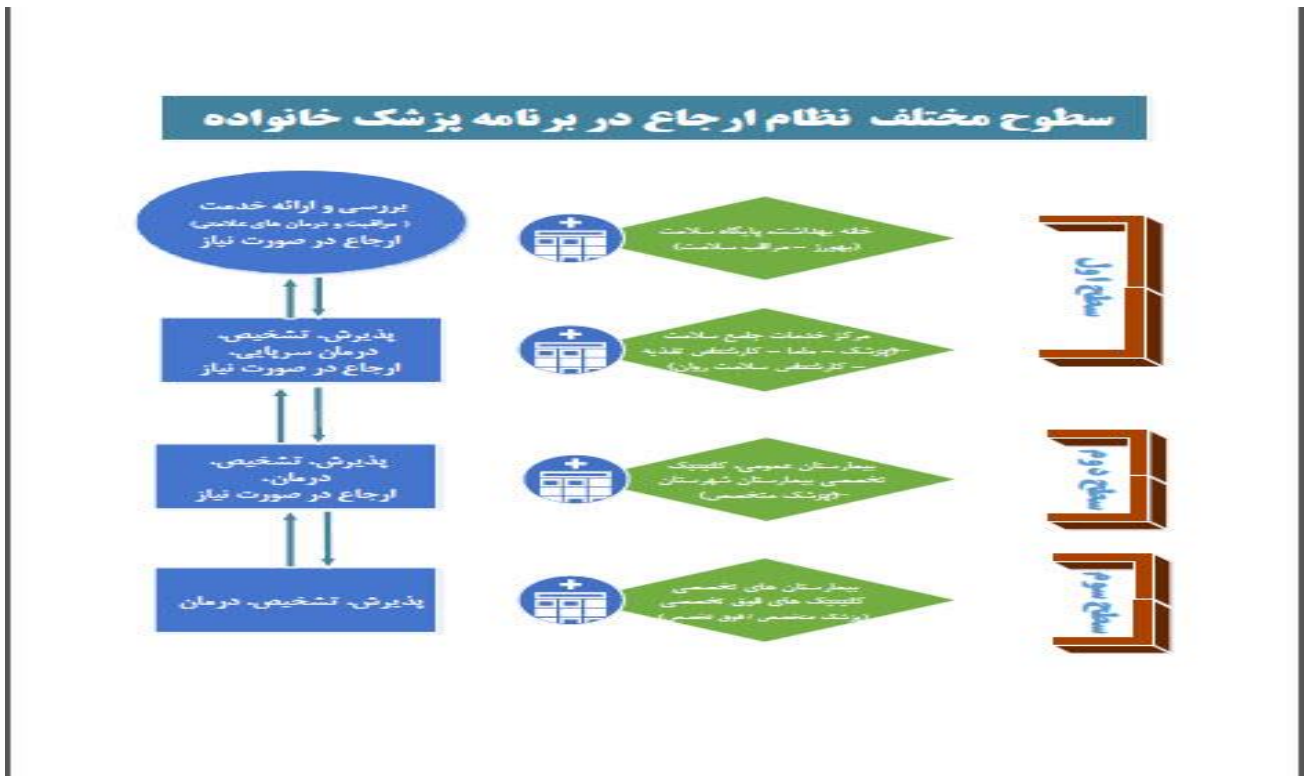 سطوح مختلف نظام ارجاع در برنامه پزشک خانواده
سطح اول
خانه بهداشت، پایگاه سلامت
(بهورز – مراقب سلامت)
بررسی و ارائه خدمت
( مراقبت و درمان های علامتی)
ارجاع در صورت نیاز
مرکز خدمات جامع سلامت
(پزشک – ماما – کارشناس تغذیه
– کارشناس سلامت روان)
پذیرش، تشخیص،
درمان سرپایی،
ارجاع در صورت نیاز
سطح دوم
بیمارستان عمومی، کلینیک
تخصصی بیمارستان شهرستان
(پزشک متخصص)
پذیرش، تشخیص،
درمان،
ارجاع در صورت نیاز
سطح سوم
بیمارستان های تخصصی
کلینیک های فوق تخصصی
(پزشک متخصص / فوق تخصص)
پذیرش، تشخیص، درمان